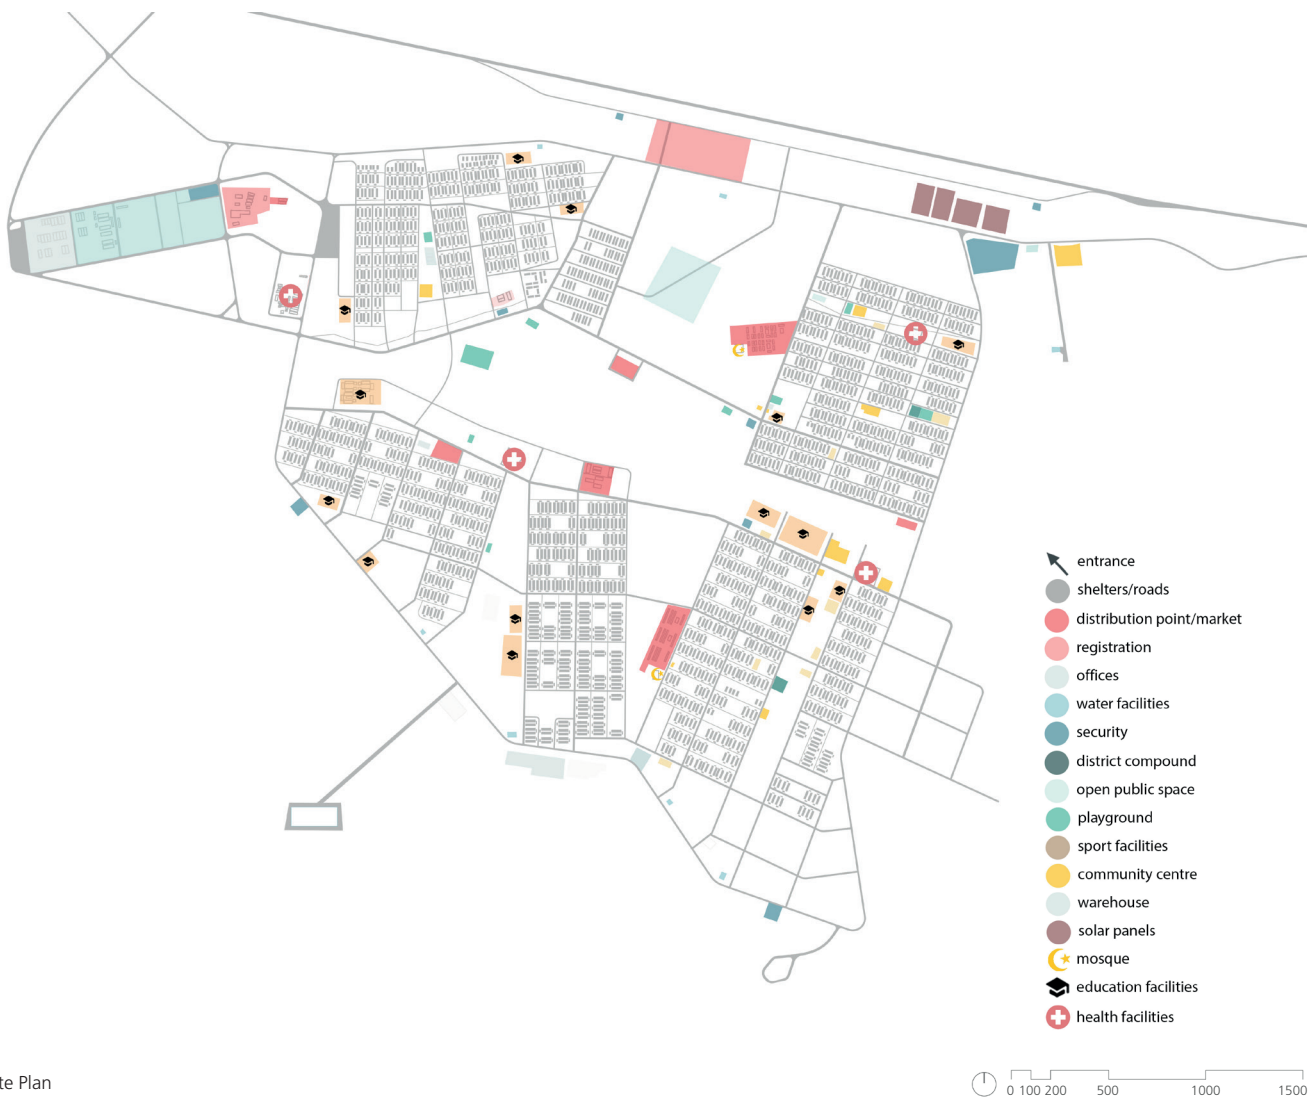 entrance
shelters/roads
distribution point/market
registration
offices
water facilities
security
district compound
open public space
playground
sport facilities
community centre
warehouse
solar panels
mosque
education facilities
health facilities
te Plan
0 100 200 500 1000 1500